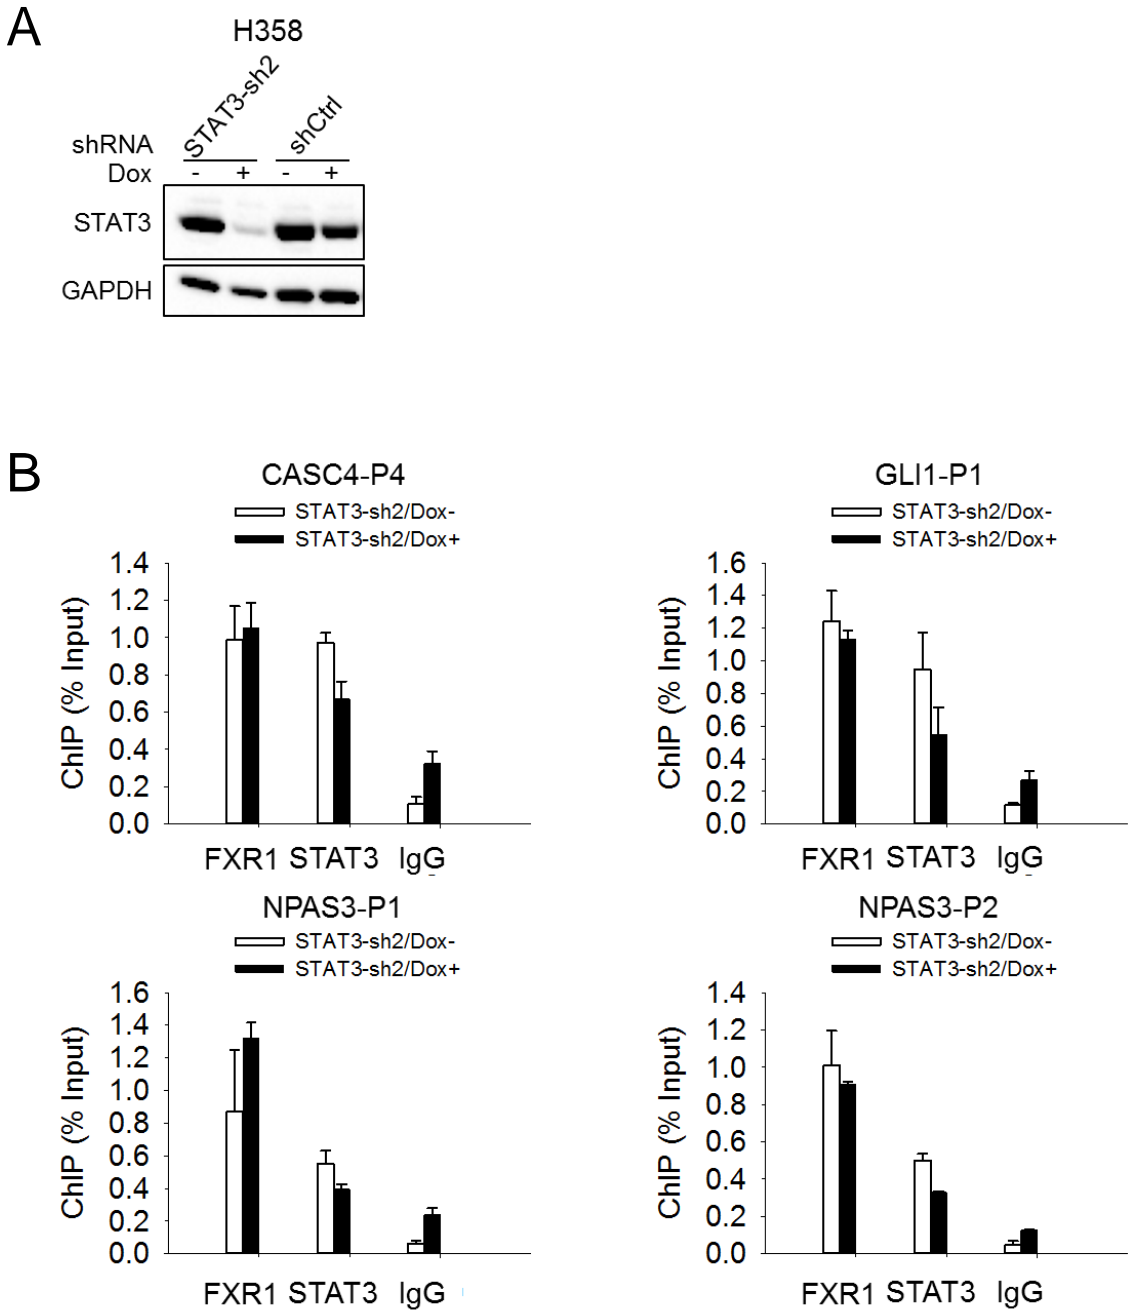 A
H358
STAT3-sh2 shCtrl
shRNA
Dox - + - +
STAT3
GAPDH
B
CASC4-P4
STAT3-sh2/Dox-
STAT3-sh2/Dox+
ChIP (% Input)
1.4
1.2
1.0
0.8
0.6
0.4
0.2
0.0
FXR1 STAT3 IgG
GLI1-P1
STAT3-sh2/Dox-
STAT3-sh2/Dox+
ChIP (% Input)
1.6
1.4
1.2
1.0
0.8
0.6
0.4
0.2
0.0
FXR1 STAT3 IgG
NPAS3-P1
STAT3-sh2/Dox-
STAT3-sh2/Dox+
ChIP (% Input)
1.6
1.4
1.2
1.0
0.8
0.6
0.4
0.2
0.0
FXR1 STAT3 IgG
NPAS3-P2
STAT3-sh2/Dox-
STAT3-sh2/Dox+
ChIP (% Input)
1.4
1.2
1.0
0.8
0.6
0.4
0.2
0.0
FXR1 STAT3 IgG